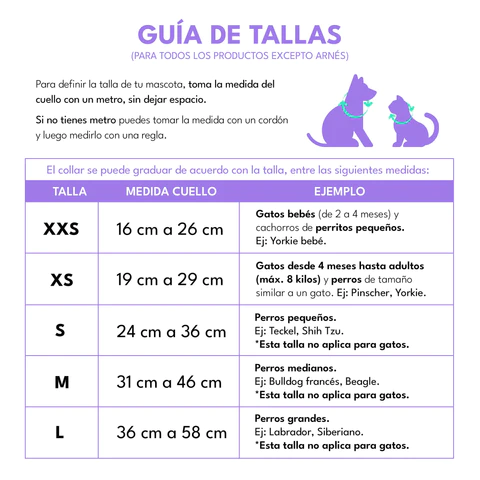 GUÍA DE TALLAS
(PARA TODOS LOS PRODUCTOS EXCEPTO ARNÉS)
Para definir la talla de tu mascota, toma la medida del
cuello con un metro, sin dejar espacio.
Si no tienes metro puedes tomar la medida con un cordón
y luego medirlo con una regla.
El collar se puede graduar de acuerdo con la talla, entre las siguientes medidas:
TALLA MEDIDA CUELLO EJEMPLO
XXS
16 cm a 26 cm
Gatos bebés (de 2 a 4 meses) y
cachorros de perritos pequeños.
Ej: Yorkie bebé.
XS
19 cm a 29 cm
Gatos desde 4 meses hasta adultos
(máx. 8 kilos) y perros de tamaño
similar a un gato. Ej: Pinscher, Yorkie.
S
24 cm a 36 cm
Perros pequeños.
Ej: Teckel, Shih Tzu.
*Esta talla no aplica para gatos.
M
31 cm a 46 cm
Perros medianos.
Ej: Bulldog francés, Beagle.
*Esta talla no aplica para gatos.
L
36 cm a 58 cm
Perros grandes.
Ej: Labrador, Siberiano.
*Esta talla no aplica para gatos.